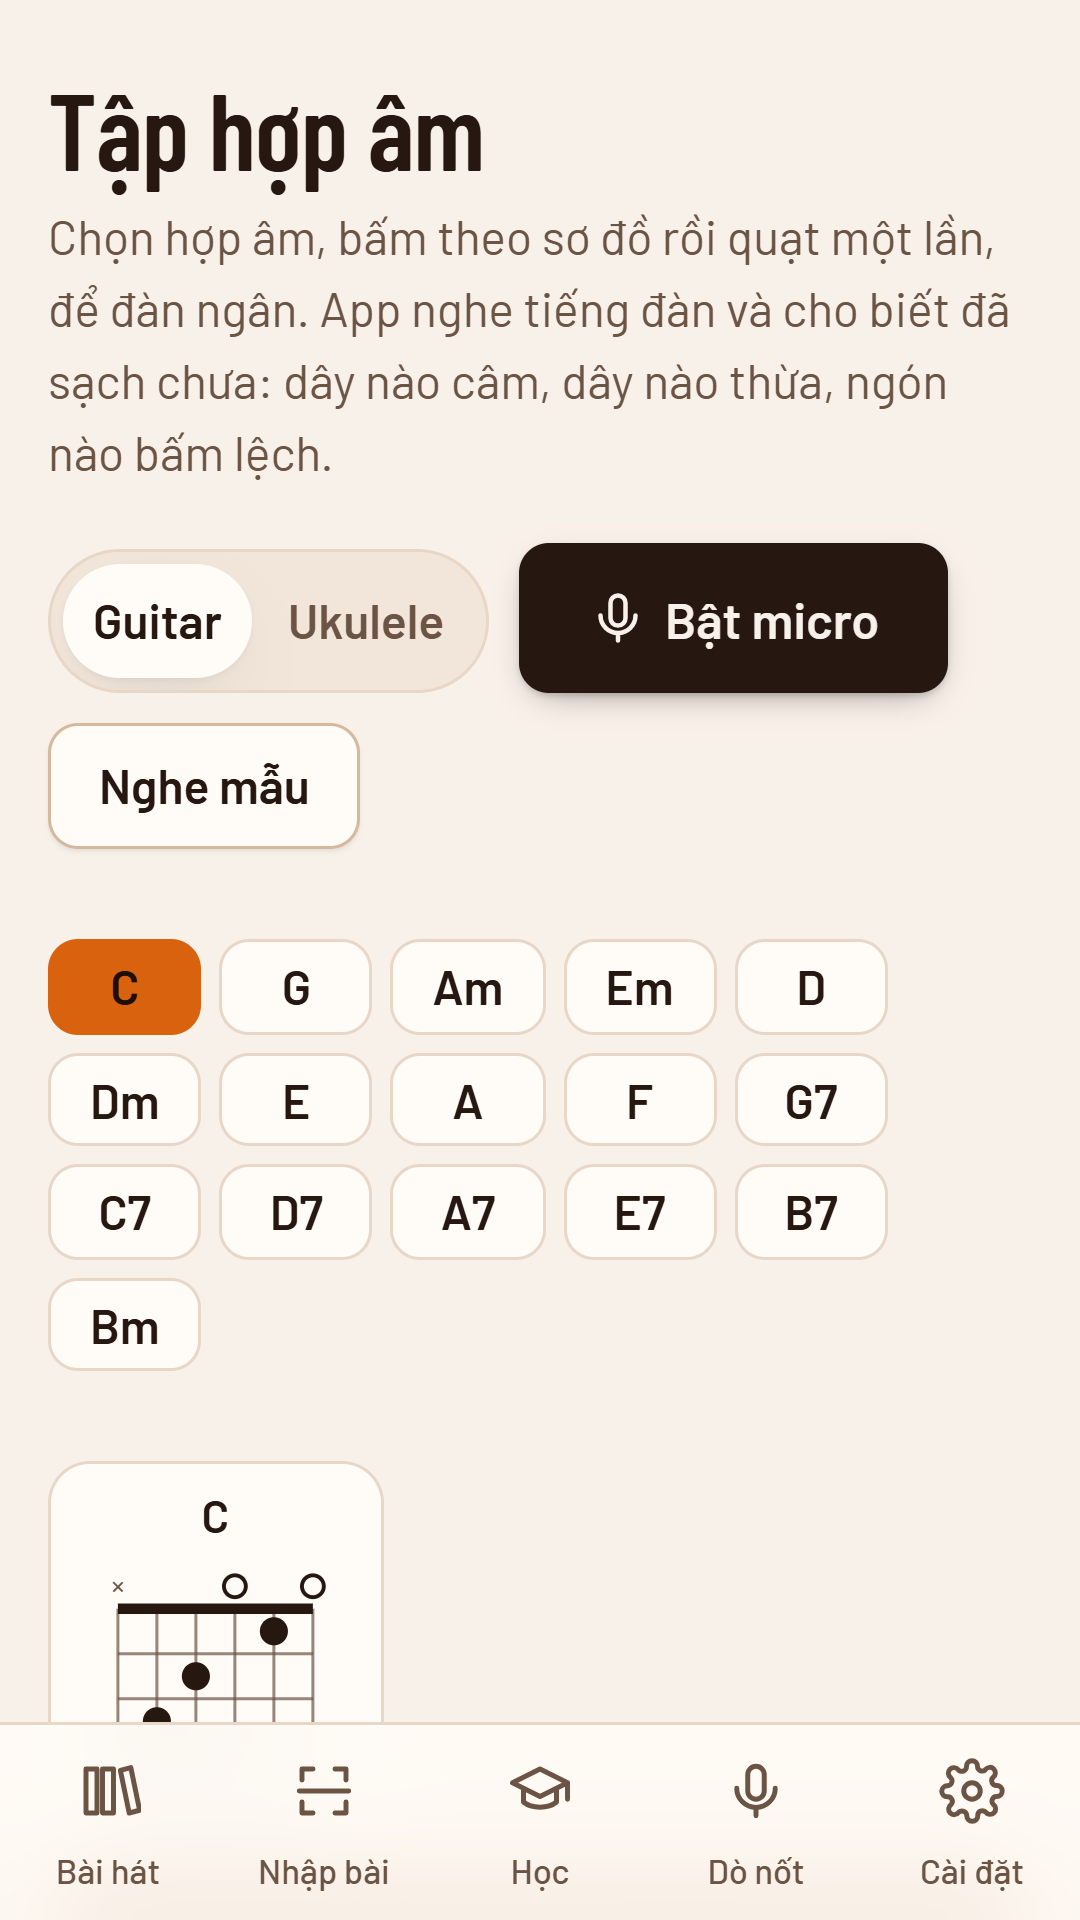 Tập hợp âm
Chọn hợp âm, bấm theo sơ đồ rồi quạt một lần,
để đàn ngân. App nghe tiếng đàn và cho biết đã
sạch chưa: dây nào câm, dây nào thừa, ngón
nào bấm lệch.
Guitar Ukulele Bật micro
Nghe mẫu
C G Am Em D
Dm E A F G7
C7 D7 A7 E7 B7
Bm
C
×
Bài hát Nhập bài Học Dò nốt Cài đặt